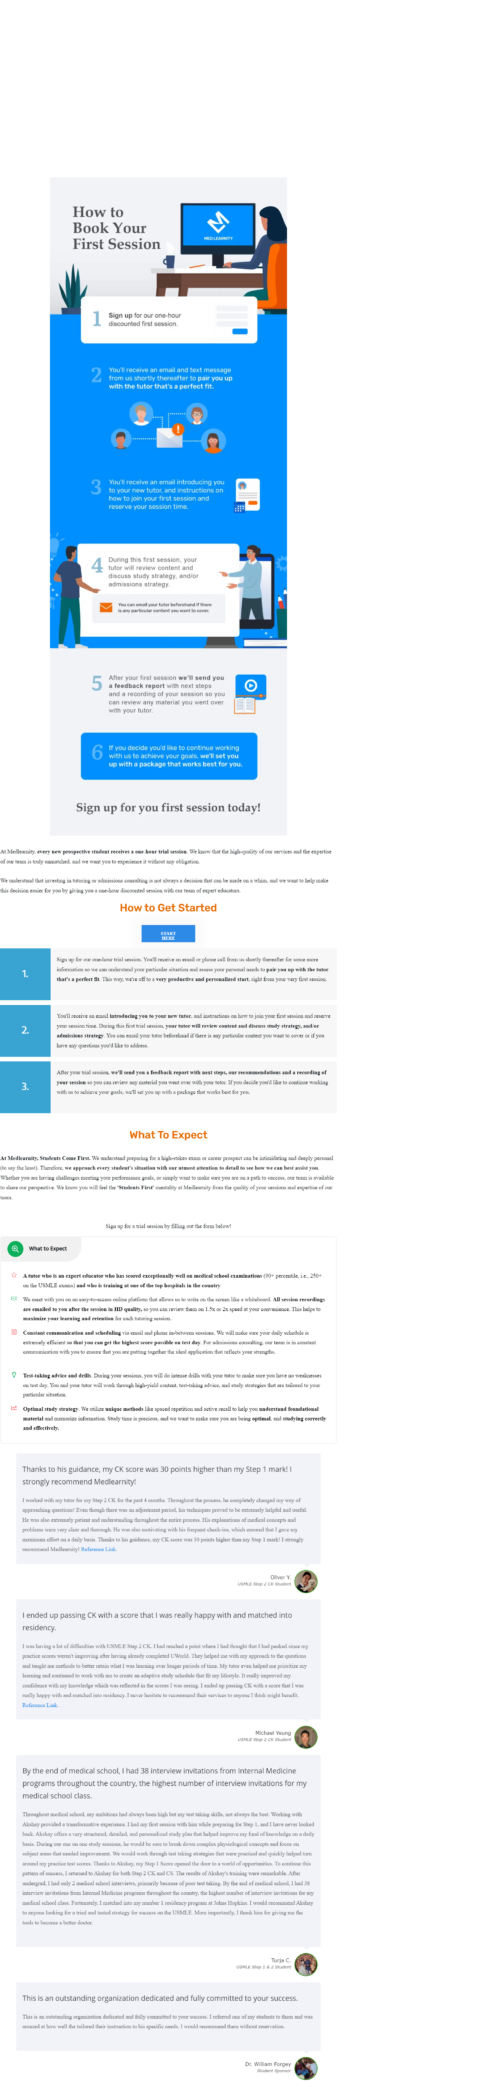 How to
Book Your
First Session
MEDLEARNITY
1
Sign up for our one-hour
discounted first session.
2
You'll receive an email and text message
from us shortly thereafter to pair you up
with the tutor that's a perfect fit.
3
You'll receive an email introducing you
to your new tutor, and instructions on
how to join your first session and
reserve your session time.
4
During this first session, your
tutor will review content and
discuss study strategy, and/or
admissions strategy.
You can email your tutor beforehand if there
is any particular content you want to cover.
5
After your first session we'll send you
a feedback report with next steps
and a recording of your session so you
can review any material you went over
with your tutor.
6
If you decide you'd like to continue working
with us to achieve your goals, we'll set you
up with a package that works best for you.
Sign up for you first session today!
At Medlearnity, every new prospective student receives a one-hour trial session. We know that the high-quality of our services and the expertise
of our team is truly unmatched, and we want you to experience it without any obligation.
We understand that investing in tutoring or admissions consulting is not always a decision that can be made on a whim, and we want to help make
this decision easier for you by giving you a one-hour discounted session with our team of expert educators.
How to Get Started
START
HERE
1.
Sign up for our one-hour trial session. You'll receive an email or phone call from us shortly thereafter for some more
information so we can understand your particular situation and assess your personal needs to pair you up with the tutor
that's a perfect fit. This way, we're off to a very productive and personalized start, right from your very first session.
2.
You'll receive an email introducing you to your new tutor, and instructions on how to join your first session and reserve
your session time. During this first trial session, your tutor will review content and discuss study strategy, and/or
admissions strategy. You can email your tutor beforehand if there is any particular content you want to cover or if you
have any questions you'd like to address.
3.
After your trial session, we'll send you a feedback report with next steps, our recommendations and a recording of
your session so you can review any material you went over with your tutor. If you decide you'd like to continue working
with us to achieve your goals, we'll set you up with a package that works best for you.
What To Expect
At Medlearnity, Students Come First. We understand preparing for a high-stakes exam or career prospect can be intimidating and deeply personal
(to say the least). Therefore, we approach every student's situation with our utmost attention to detail to see how we can best assist you.
Whether you are having challenges meeting your performance goals, or simply want to make sure you are on a path to success, our team is available
to share our perspective. We know you will feel the 'Students First' mentality at Medlearnity from the quality of your sessions and expertise of our
team.
Sign up for a trial session by filling out the form below!
What to Expect
A tutor who is an expert educator who has scored exceptionally well on medical school examinations (90+ percentile, i.e., 250+
on the USMLE exams) and who is training at one of the top hospitals in the country
We meet with you on an easy-to-access online platform that allows us to write on the screen like a whiteboard. All session recordings
are emailed to you after the session in HD quality, so you can review them on 1.5x or 2x speed at your convenience. This helps to
maximize your learning and retention for each tutoring session.
Constant communication and scheduling via email and phone in-between sessions. We will make sure your daily schedule is
extremely efficient so that you can get the highest score possible on test day. For admissions consulting, our team is in constant
communication with you to ensure that you are putting together the ideal application that reflects your strengths.
Test-taking advice and drills. During your sessions, you will do intense drills with your tutor to make sure you have no weaknesses
on test day. You and your tutor will work through high-yield content, test-taking advice, and study strategies that are tailored to your
particular situation.
Optimal study strategy. We utilize unique methods like spaced repetition and active recall to help you understand foundational
material and memorize information. Study time is precious, and we want to make sure you are being optimal, and studying correctly
and effectively.
Thanks to his guidance, my CK score was 30 points higher than my Step 1 mark! I
strongly recommend Medlearnity!
I worked with my tutor for my Step 2 CK for the past 4 months. Throughout the process, he completely changed my way of
approaching questions! Even though there was an adjustment period, his techniques proved to be extremely helpful and useful.
He was also extremely patient and understanding throughout the entire process. His explanations of medical concepts and
problems were very clear and thorough. He was also motivating with his frequent check-ins, which ensured that I gave my
maximum effort on a daily basis. Thanks to his guidance, my CK score was 30 points higher than my Step 1 mark! I strongly
recommend Medlearnity! Reference Link.
Oliver Y.
USMLE Step 2 CK Student
I ended up passing CK with a score that I was really happy with and matched into
residency.
I was having a lot of difficulties with USMLE Step 2 CK. I had reached a point where I had thought that I had peaked since my
practice scores weren't improving after having already completed UWorld. They helped me with my approach to the questions
and taught me methods to better retain what I was learning over longer periods of time. My tutor even helped me prioritize my
learning and continued to work with me to create an adaptive study schedule that fit my lifestyle. It really improved my
confidence with my knowledge which was reflected in the scores I was seeing. I ended up passing CK with a score that I was
really happy with and matched into residency. I never hesitate to recommend their services to anyone I think might benefit.
Reference Link.
Michael Yeung
USMLE Step 2 CK Student
By the end of medical school, I had 38 interview invitations from Internal Medicine
programs throughout the country, the highest number of interview invitations for my
medical school class.
Throughout medical school, my ambitions had always been high but my test taking skills, not always the best. Working with
Akshay provided a transformative experience. I had my first session with him while preparing for Step 1, and I have never looked
back. Akshay offers a very structured, detailed, and personalized study plan that helped improve my fund of knowledge on a daily
basis. During our one on one study sessions, he would be sure to break down complex physiological concepts and focus on
subject areas that needed improvement. We would work through test taking strategies that were practical and quickly helped turn
around my practice test scores. Thanks to Akshay, my Step 1 Score opened the door to a world of opportunities. To continue this
pattern of success, I returned to Akshay for both Step 2 CK and CS. The results of Akshay's training were remarkable. After
undergrad, I had only 2 medical school interviews, primarily because of poor test taking. By the end of medical school, I had 38
interview invitations from Internal Medicine programs throughout the country, the highest number of interview invitations for my
medical school class. Fortunately, I matched into my number 1 residency program at Johns Hopkins. I would recommend Akshay
to anyone looking for a tried and tested strategy for success on the USMLE. More importantly, I thank him for giving me the
tools to become a better doctor.
Turja C.
USMLE Step 1 & 2 Student
This is an outstanding organization dedicated and fully committed to your success.
This is an outstanding organization dedicated and fully committed to your success. I referred one of my students to them and was
amazed at how well the tailored their instruction to his specific needs. I would recommend them without reservation.
Dr. William Forgey
Student Sponsor